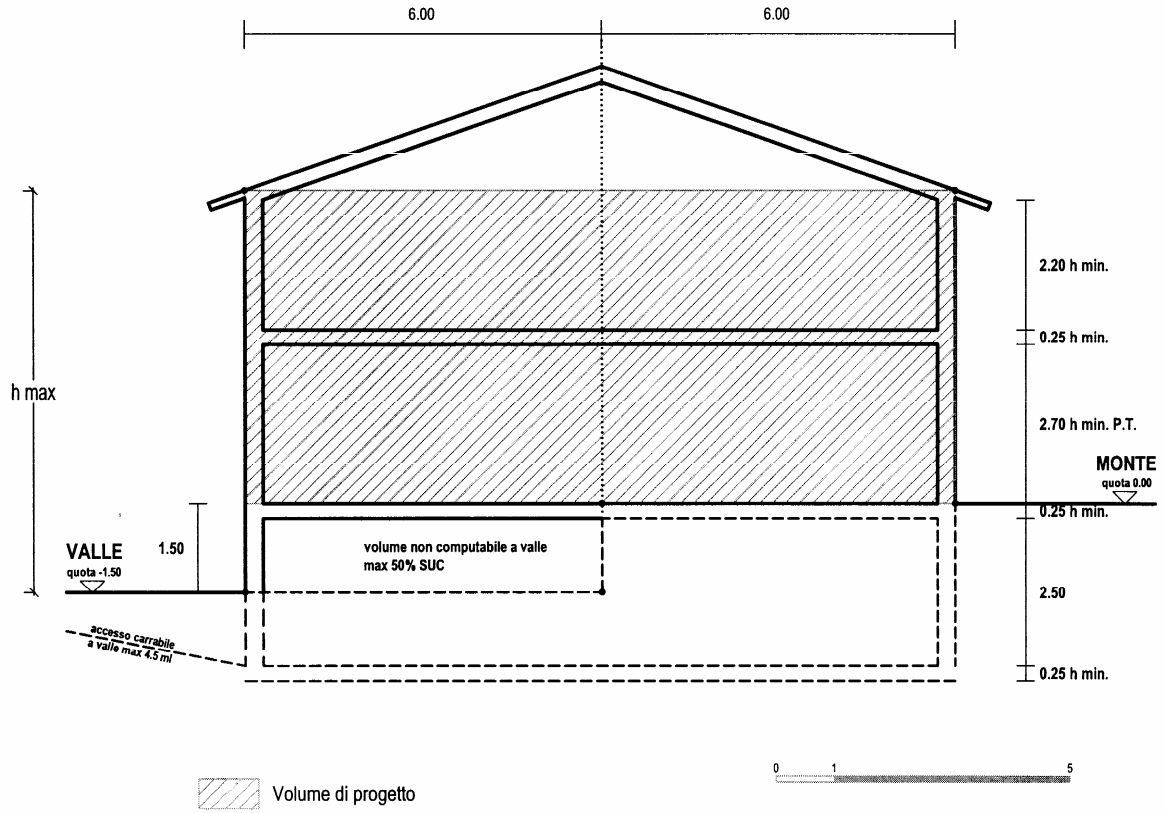 6.00 6.00
2.20 h min.
0.25 h min.
h max
2.70 h min. P.T.
MONTE
quota 0.00
0.25 h min.
VALLE
quota -1.50
1.50
volume non computabile a valle
max 50% SUC
2.50
accesso carrabile
a valle max 4.5 ml
0.25 h min.
0 1 5
Volume di progetto